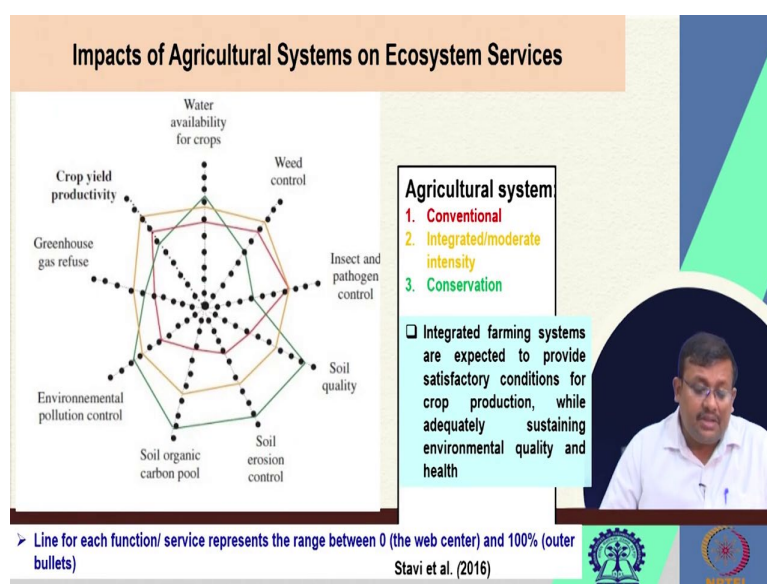 Impacts of Agricultural Systems on Ecosystem Services
Water
availability
for crops
Weed
control
Crop yield
productivity
Greenhouse
gas refuse
Insect and
pathogen
control
Soil
quality
Environnemental
pollution control
Soil
erosion
control
Soil organic
carbon pool
Agricultural system:
1. Conventional
2. Integrated/moderate
intensity
3. Conservation
❑ Integrated farming systems
are expected to provide
satisfactory conditions for
crop production, while
adequately sustaining
environmental quality and
health
➢ Line for each function/ service represents the range between 0 (the web center) and 100% (outer
bullets)
Stavi et al. (2016)
NPTEL